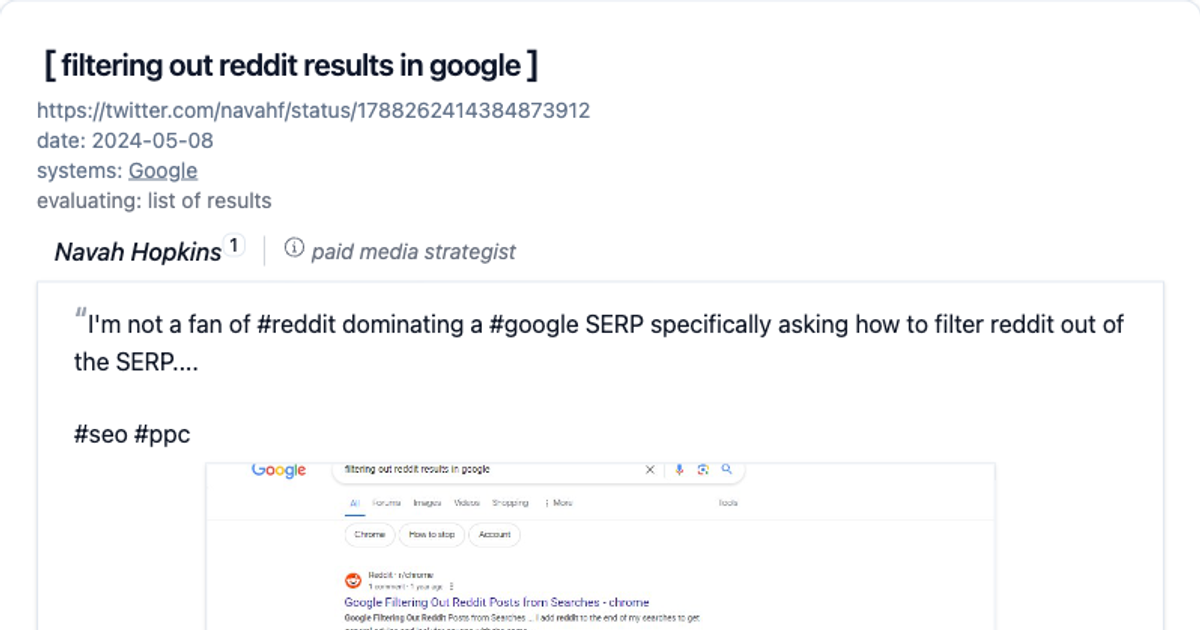 [ filtering out reddit results in google ]
https://twitter.com/navahf/status/1788262414384873912
date: 2024-05-08
systems: Google
evaluating: list of results
Navah Hopkins 1 paid media strategist
“I'm not a fan of #reddit dominating a #google SERP specifically asking how to filter reddit out of
the SERP....
#seo #ppc
Google filtering out reddit results in google
All Forums Images Videos Shopping More Tools
Chrome How to stop Account
Reddit · r/chrome
1 comment · 1 year ago
Google Filtering Out Reddit Posts from Searches - chrome
Google Filtering Out Reddit Posts from Searches ... I add reddit to the end of my searches to get